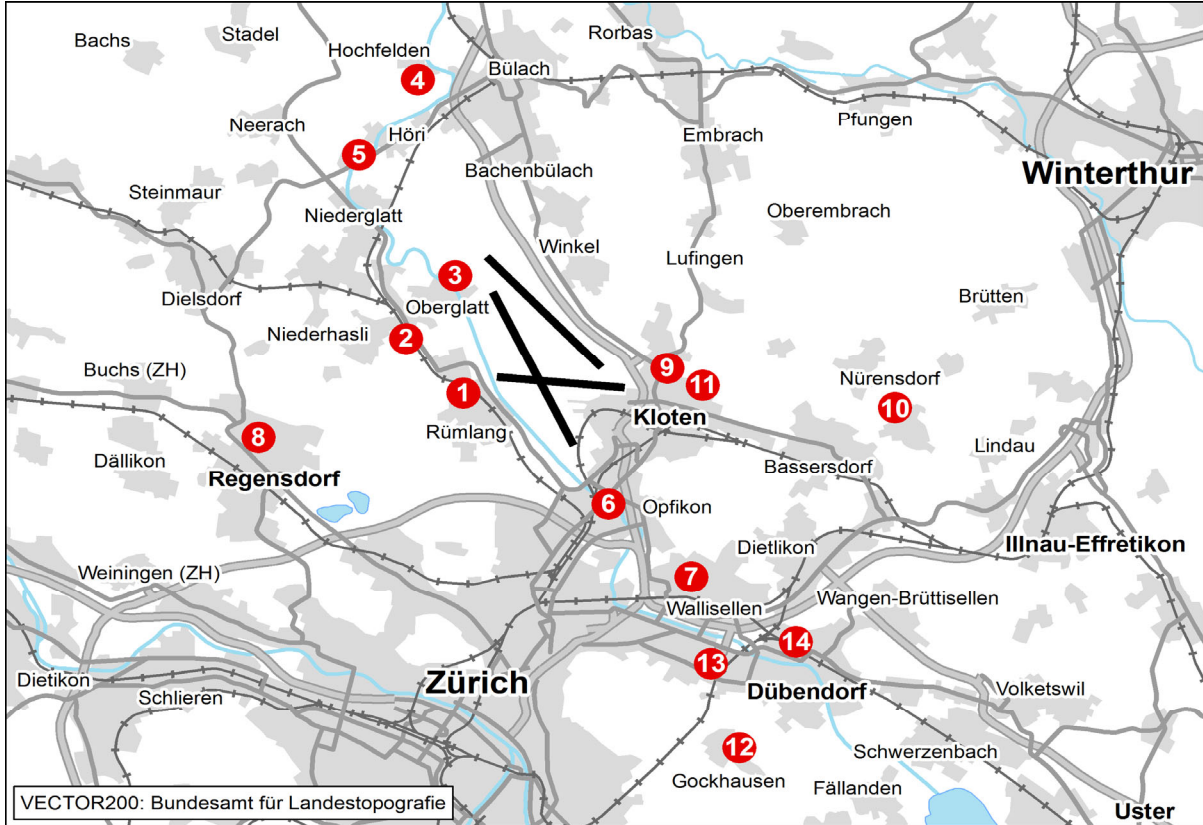 Bachs
Stadel
Hochfelden
Rorbas
4
Bülach
Neerach
Höri
Embrach
Pfungen
5
Bachenbülach
Winterthur
Steinmaur
Niederglatt
Oberembrach
Winkel
Lufingen
3
Dielsdorf
Oberglatt
Brütten
Niederhasli
2
Buchs (ZH)
9
11
Nürensdorf
1
10
Kloten
Rümlang
8
Dällikon
Regensdorf
Bassersdorf
Lindau
6
Opfikon
Dietlikon
Illnau-Effretikon
Weiningen (ZH)
7
Wallisellen
Wangen-Brüttisellen
14
13
Dietikon
Zürich
Dübendorf
Volketswil
Schlieren
12
Schwerzenbach
Gockhausen
Fällanden
VECTOR200: Bundesamt für Landestopografie
Uster